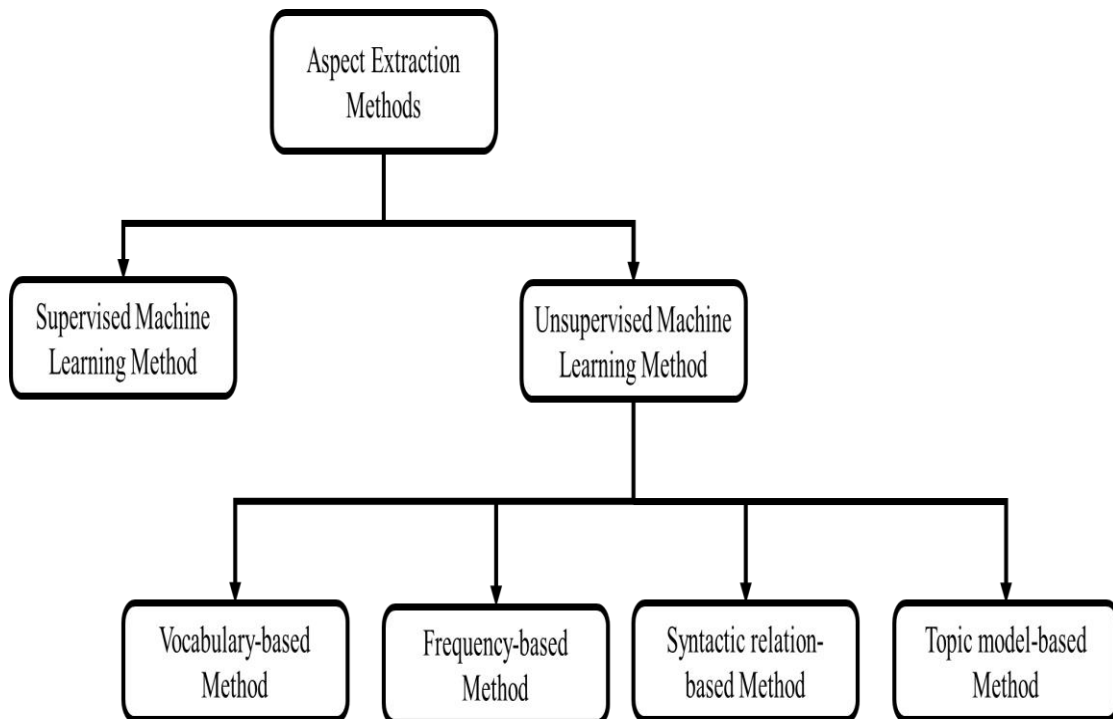 Aspect Extraction
Methods
Supervised Machine
Learning Method
Unsupervised Machine
Learning Method
Vocabulary-based
Method
Frequency-based
Method
Syntactic relation-
based Method
Topic model-based
Method